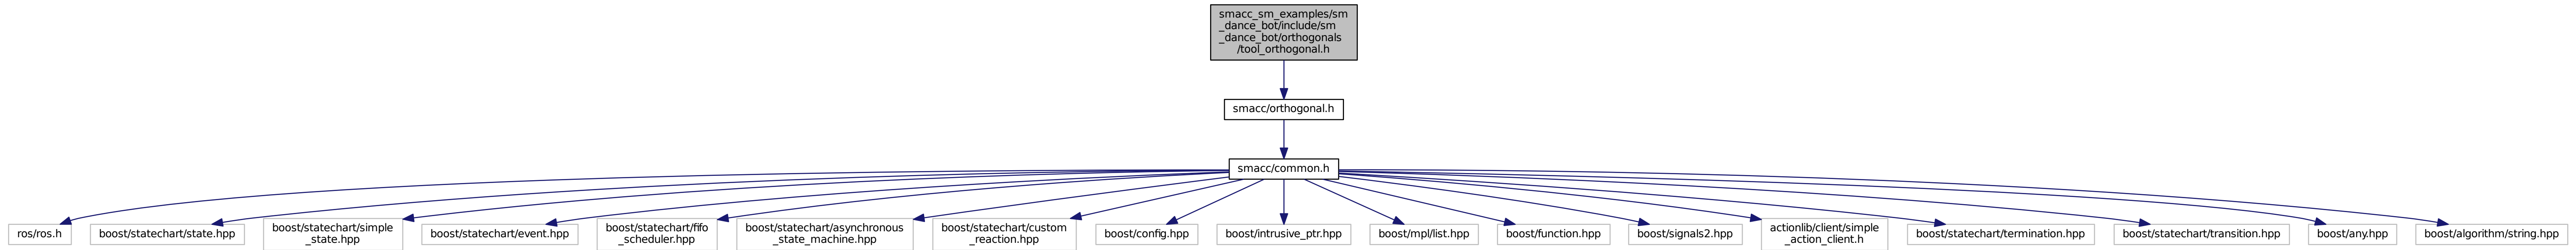 smacc_sm_examples/sm
_dance_bot/include/sm
_dance_bot/orthogonals
/tool_orthogonal.h
smacc/orthogonal.h
smacc/common.h
ros/ros.h
boost/statechart/state.hpp
boost/statechart/simple
_state.hpp
boost/statechart/event.hpp
boost/statechart/fifo
_scheduler.hpp
boost/statechart/asynchronous
_state_machine.hpp
boost/statechart/custom
_reaction.hpp
boost/config.hpp
boost/intrusive_ptr.hpp
boost/mpl/list.hpp
boost/function.hpp
boost/signals2.hpp
actionlib/client/simple
_action_client.h
boost/statechart/termination.hpp
boost/statechart/transition.hpp
boost/any.hpp
boost/algorithm/string.hpp